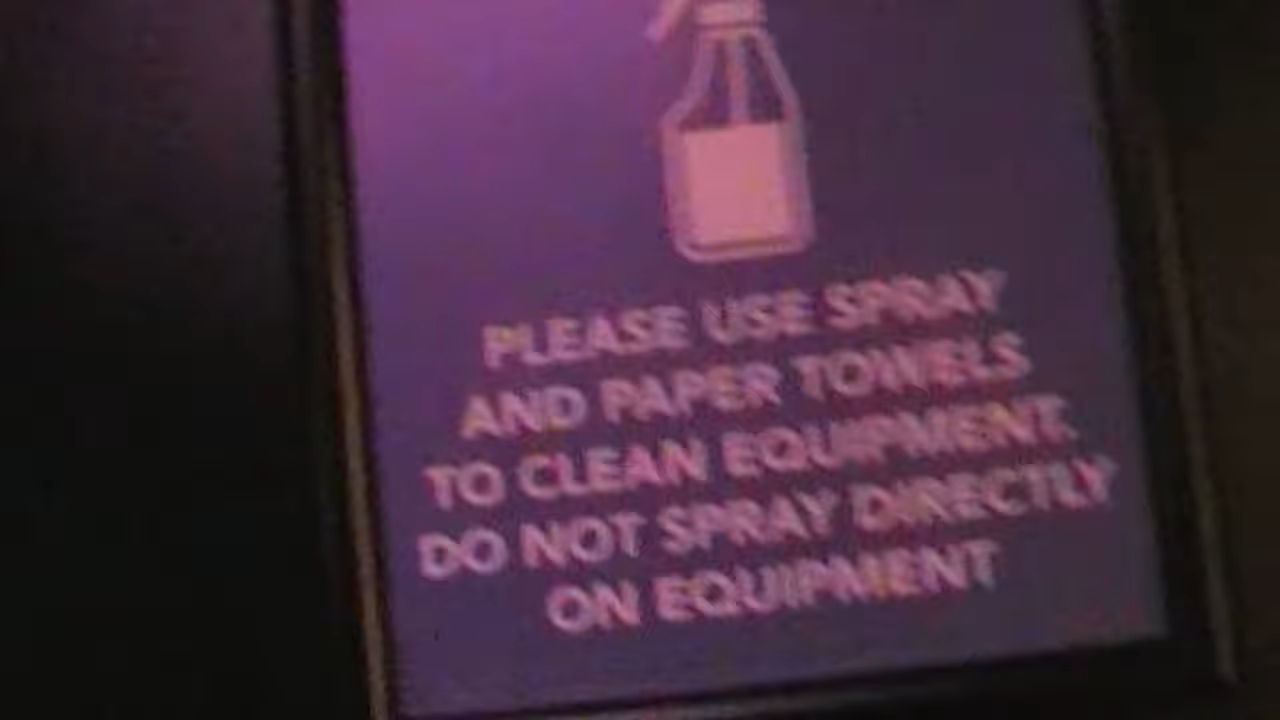 PLEASE USE SPRAY
AND PAPER TOWELS
TO CLEAN EQUIPMENT.
DO NOT SPRAY DIRECTLY
ON EQUIPMENT